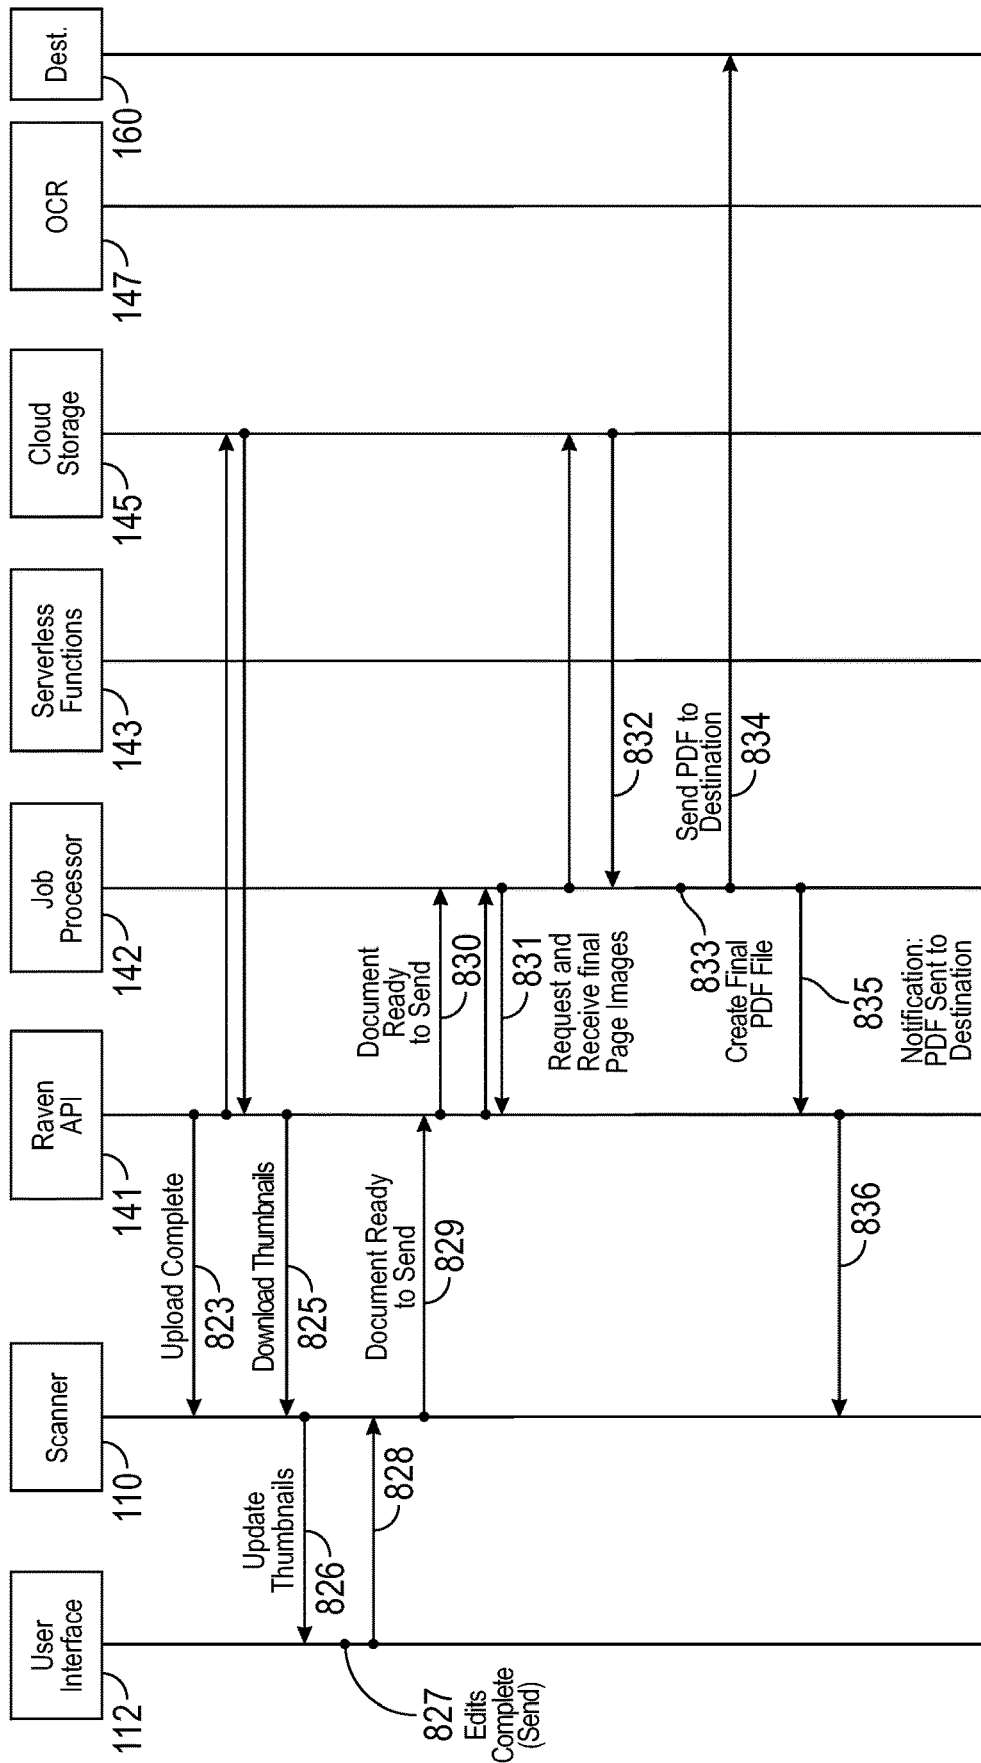 User
Interface
112
Scanner
110
Raven
API
141
Job
Processor
142
Serverless
Functions
143
Cloud
Storage
145
OCR
147
Dest.
160
Upload Complete
823
Download Thumbnails
825
Update
Thumbnails
826
827
Edits
Complete
(Send)
828
Document Ready
to Send
829
Document
Ready
to Send
830
831
Request and
Receive final
Page Images
832
833
Create Final
PDF File
Send PDF to
Destination
834
835
Notification:
PDF Sent to
Destination
836